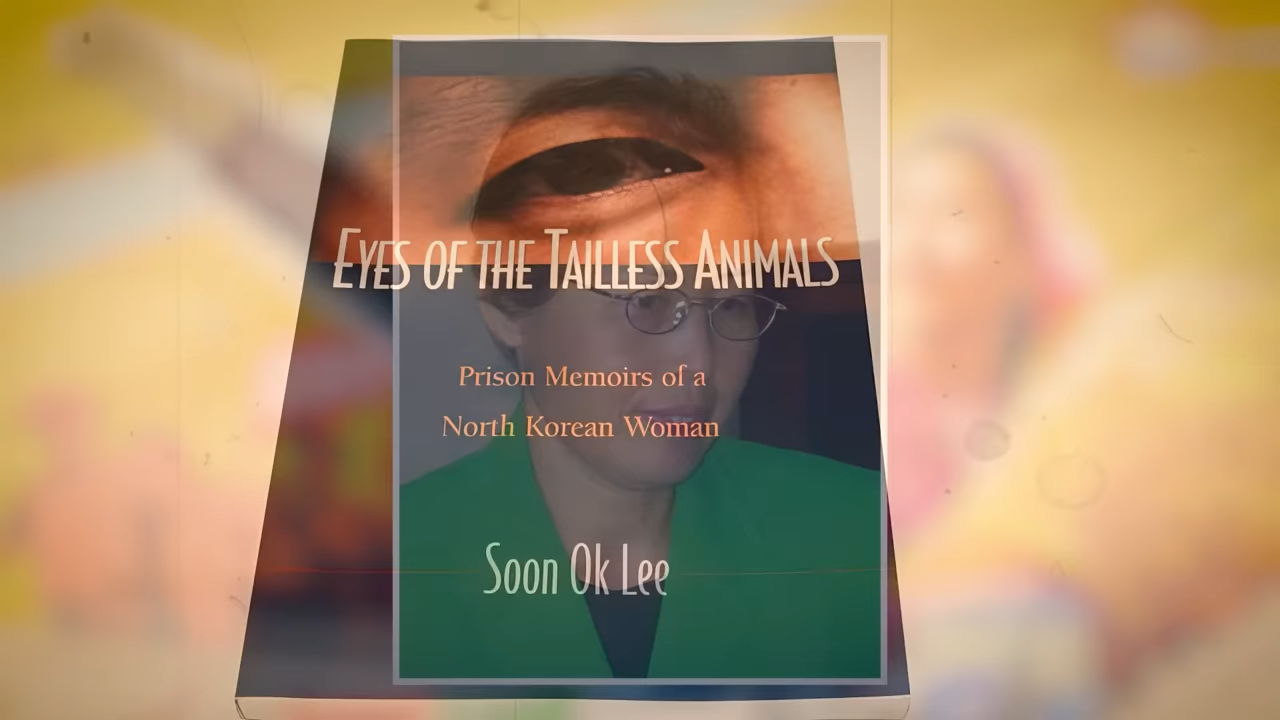 EYES OF THE TAILLESS ANIMALS
Prison Memoirs of a
North Korean Woman
Soon Ok Lee